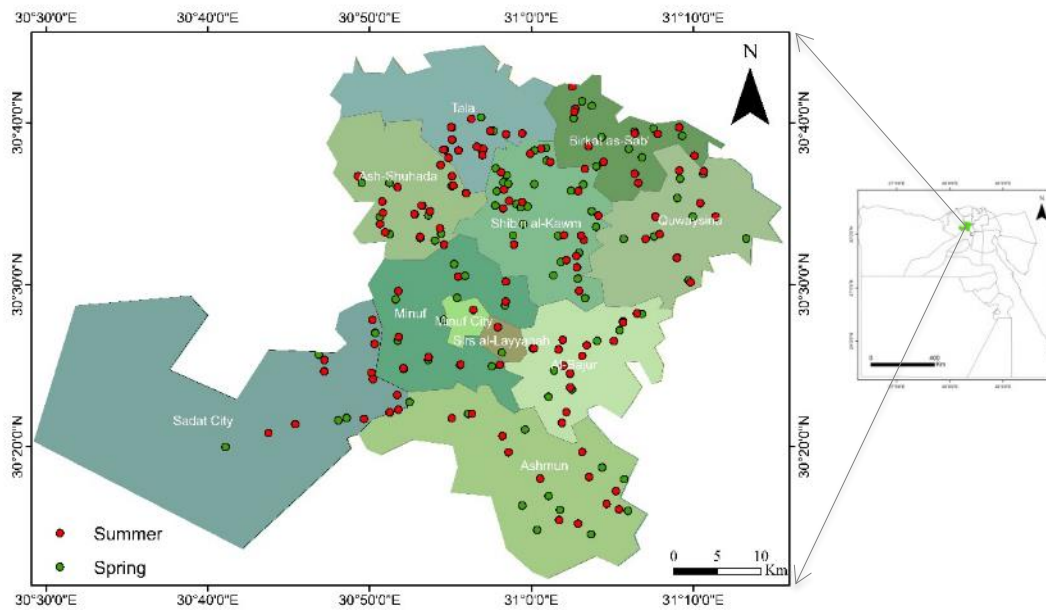 30°30'0"E 30°40'0"E 30°50'0"E 31°0'0"E 31°10'0"E
30°40'0"N
30°30'0"N
30°20'0"N
30°40'0"N
30°30'0"N
30°20'0"N
N
Tala
Birkat as-Sab'
Ash-Shuhada
Shibin al-Kawm
Quwaysina
Minuf
Minuf City
Sirs al-Layyanah
Al-Bajur
Sadat City
Ashmun
Summer
Spring
0 5 10
Km
30°30'0"E 30°40'0"E 30°50'0"E 31°0'0"E 31°10'0"E
N
0 400
Km